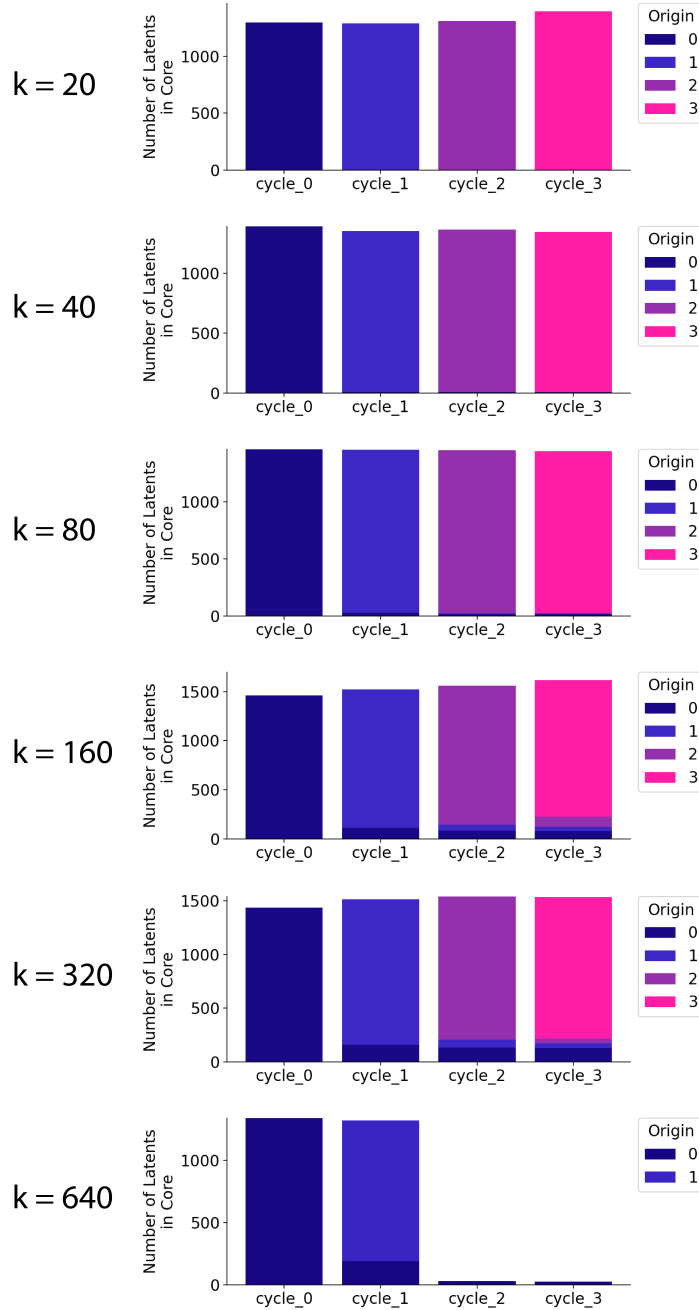 k = 20
Number of Latents
in Core
1000
500
0
cycle_0 cycle_1 cycle_2 cycle_3
Origin
0
1
2
3
k = 40
Number of Latents
in Core
1000
500
0
cycle_0 cycle_1 cycle_2 cycle_3
Origin
0
1
2
3
k = 80
Number of Latents
in Core
1000
500
0
cycle_0 cycle_1 cycle_2 cycle_3
Origin
0
1
2
3
k = 160
Number of Latents
in Core
1500
1000
500
0
cycle_0 cycle_1 cycle_2 cycle_3
Origin
0
1
2
3
k = 320
Number of Latents
in Core
1500
1000
500
0
cycle_0 cycle_1 cycle_2 cycle_3
Origin
0
1
2
3
k = 640
Number of Latents
in Core
1000
500
0
cycle_0 cycle_1 cycle_2 cycle_3
Origin
0
1